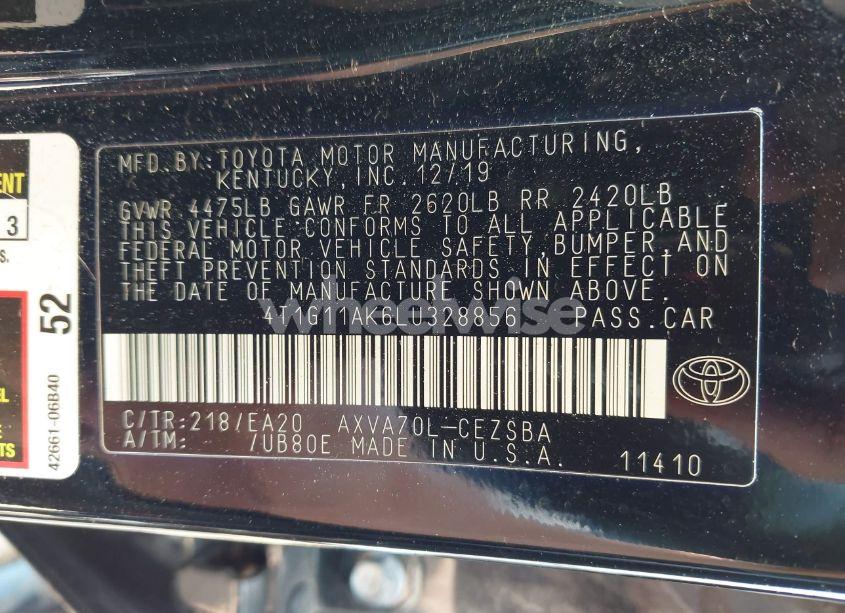 MFD. BY: TOYOTA MOTOR MANUFACTURING,
KENTUCKY, INC. 12/19
GVWR 4475LB GAWR FR 2620LB RR 2420LB
THIS VEHICLE CONFORMS TO ALL APPLICABLE
FEDERAL MOTOR VEHICLE SAFETY, BUMPER, AND
THEFT PREVENTION STANDARDS IN EFFECT ON
THE DATE OF MANUFACTURE SHOWN ABOVE.
4T1G11AK6LU328856 PASS. CAR
wheelwise
C/TR: 218/EA20 AXVA70L-CEZSBA
A/TM: /UB80E MADE IN U.S.A. 11410
3
52
42661-06B40